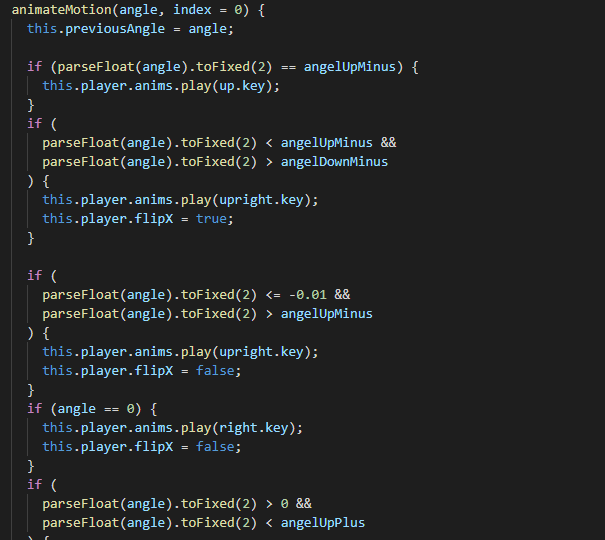 animateMotion(angle, index = 0) {
this.previousAngle = angle;
if (parseFloat(angle).toFixed(2) == angelUpMinus) {
this.player.anims.play(up.key);
}
if (
parseFloat(angle).toFixed(2) < angelUpMinus &&
parseFloat(angle).toFixed(2) > angelDownMinus
) {
this.player.anims.play(upright.key);
this.player.flipX = true;
}
if (
parseFloat(angle).toFixed(2) <= -0.01 &&
parseFloat(angle).toFixed(2) > angelUpMinus
) {
this.player.anims.play(upright.key);
this.player.flipX = false;
}
if (angle == 0) {
this.player.anims.play(right.key);
this.player.flipX = false;
}
if (
parseFloat(angle).toFixed(2) > 0 &&
parseFloat(angle).toFixed(2) < angelUpPlus
) {